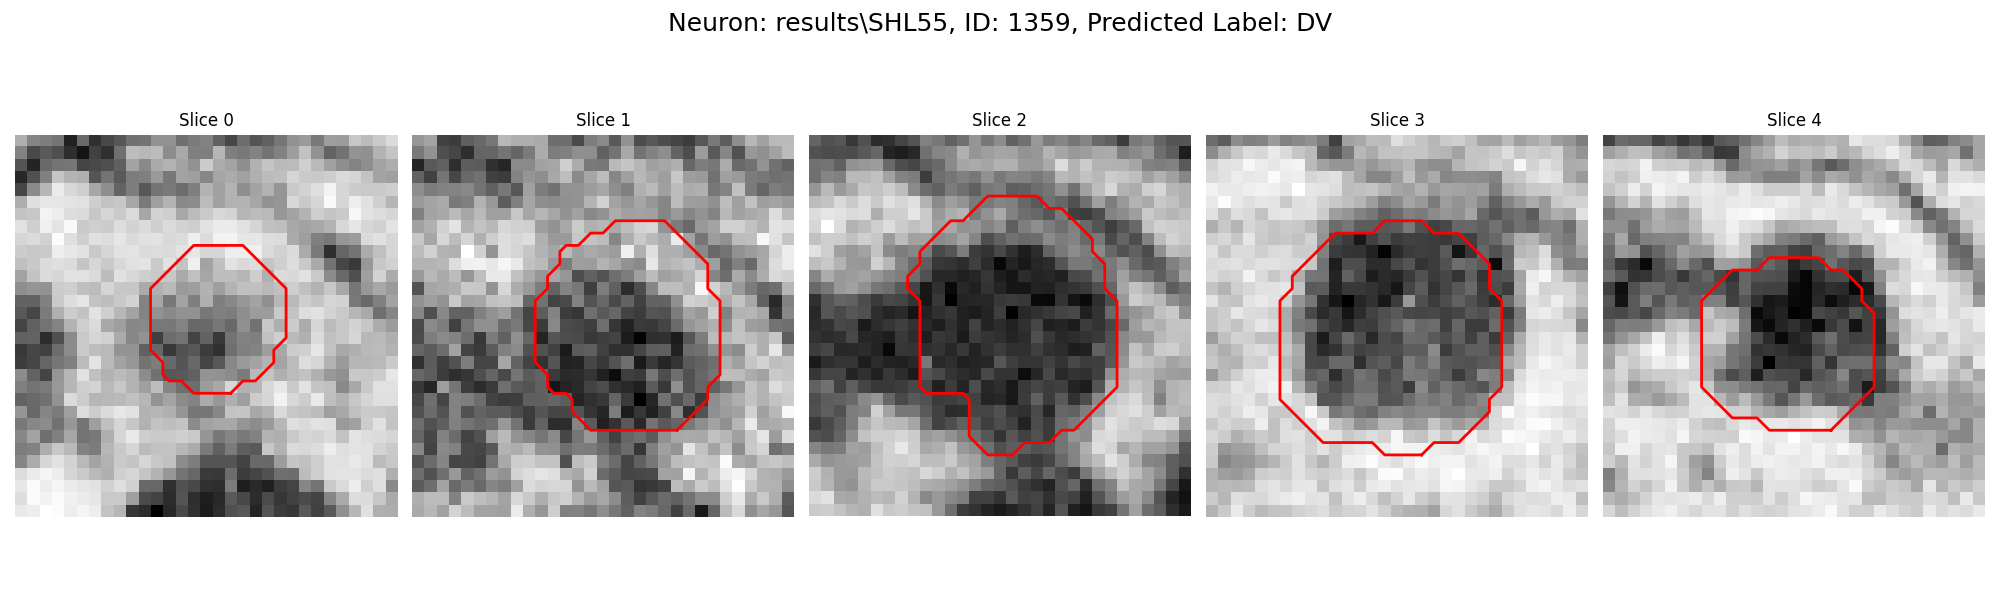 Neuron: results\SHL55, ID: 1359, Predicted Label: DV
Slice 0
Slice 1
Slice 2
Slice 3
Slice 4